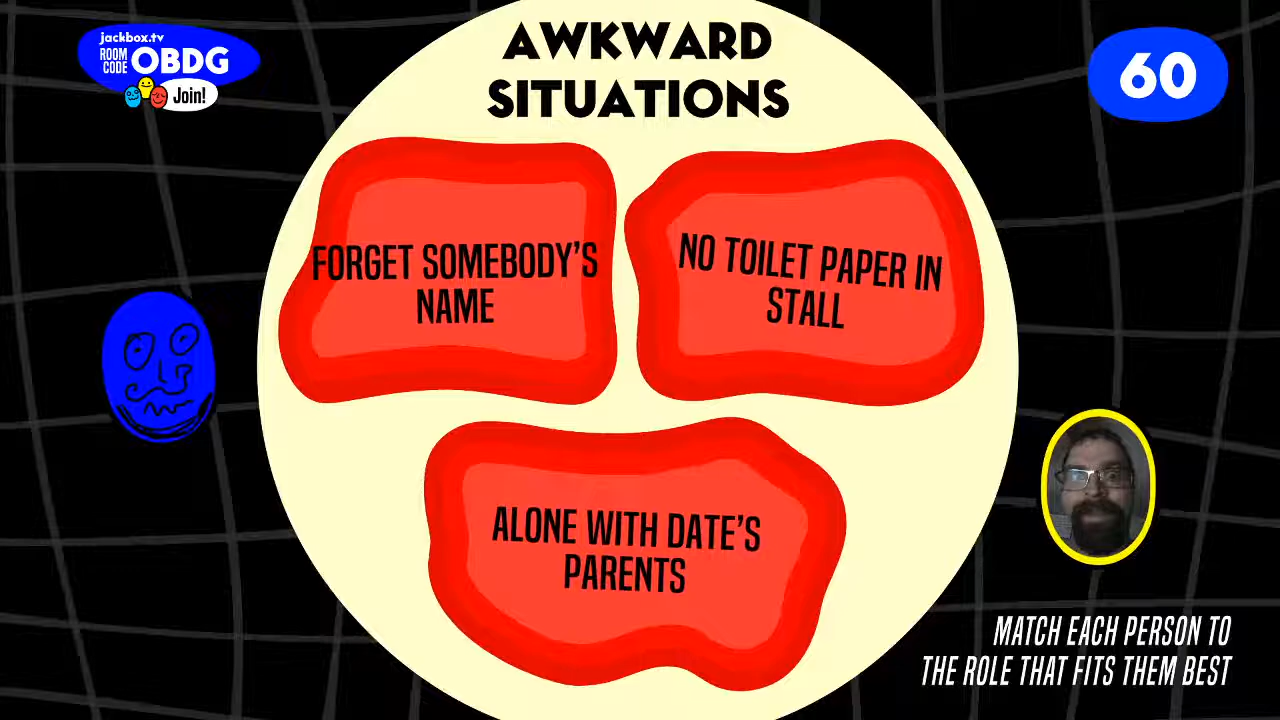 jackbox.tv
ROOM CODE OBDG
Join!
AWKWARD
SITUATIONS
60
FORGET SOMEBODY'S
NAME
NO TOILET PAPER IN
STALL
ALONE WITH DATE'S
PARENTS
MATCH EACH PERSON TO
THE ROLE THAT FITS THEM BEST